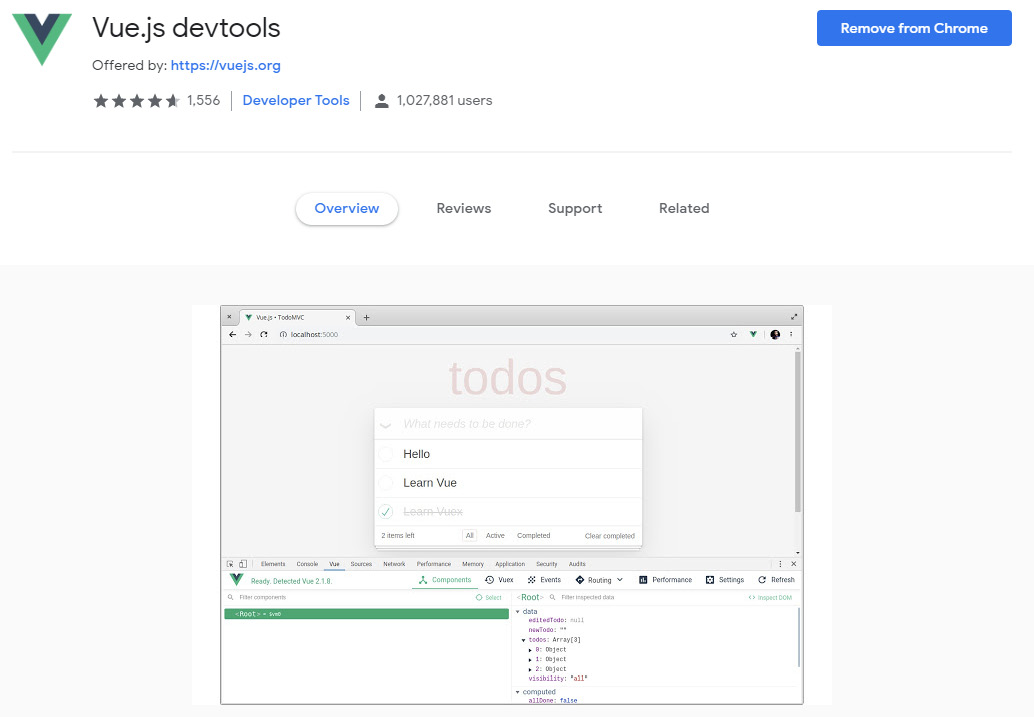 Vue.js devtools
Remove from Chrome
Offered by: https://vuejs.org
1,556 Developer Tools 1,027,881 users
Overview Reviews Support Related
Vue.js • TodoMVC
localhost:5000
todos
What needs to be done?
Hello
Learn Vue
Learn Vuex
2 items left All Active Completed Clear completed
Elements Console Vue Sources Network Performance Memory Application Security Audits
Ready. Detected Vue 2.1.8. Components Vuex Events Routing Performance Settings Refresh
Filter components Select <Root> Filter inspected data <> Inspect DOM
<Root> = $vm0
data
editedTodo: null
newTodo: ""
todos: Array[3]
0: Object
1: Object
2: Object
visibility: "all"
computed
allDone: false